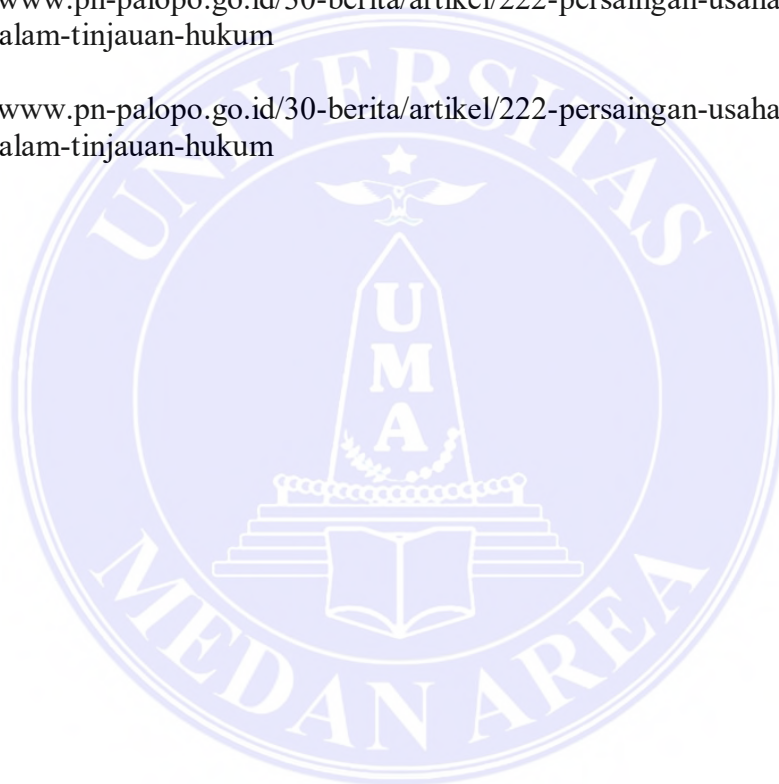 www.pn-palopo.go.id/30-berita/artikel/222-persaingan-usaha
alam-tinjauan-hukum
www.pn-palopo.go.id/30-berita/artikel/222-persaingan-usaha
alam-tinjauan-hukum
UNIVERSITAS
U
M
A
MEDAN AREA